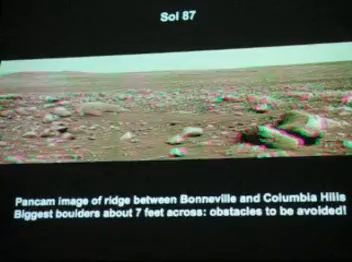 Sol 87
Pancam image of ridge between Bonneville and Columbia Hills
Biggest boulders about 7 feet across: obstacles to be avoided!